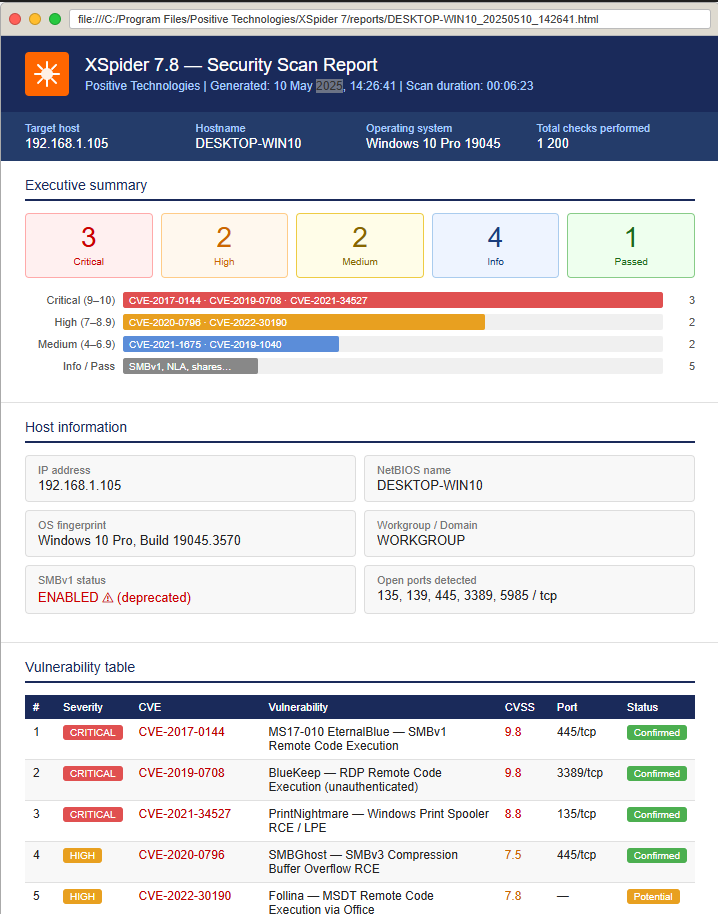 file:///C:/Program Files/Positive Technologies/XSpider 7/reports/DESKTOP-WIN10_20250510_142641.html
XSpider 7.8 — Security Scan Report
Positive Technologies | Generated: 10 May 2025, 14:26:41 | Scan duration: 00:06:23
Target host Hostname Operating system Total checks performed
192.168.1.105 DESKTOP-WIN10 Windows 10 Pro 19045 1 200
Executive summary
3 2 2 4 1
Critical High Medium Info Passed
Critical (9–10) CVE-2017-0144 · CVE-2019-0708 · CVE-2021-34527 3
High (7–8.9) CVE-2020-0796 · CVE-2022-30190 2
Medium (4–6.9) CVE-2021-1675 · CVE-2019-1040 2
Info / Pass SMBv1, NLA, shares... 5
Host information
IP address NetBIOS name
192.168.1.105 DESKTOP-WIN10
OS fingerprint Workgroup / Domain
Windows 10 Pro, Build 19045.3570 WORKGROUP
SMBv1 status Open ports detected
ENABLED ⚠ (deprecated) 135, 139, 445, 3389, 5985 / tcp
Vulnerability table
# Severity CVE Vulnerability CVSS Port Status
1 CRITICAL CVE-2017-0144 MS17-010 EternalBlue — SMBv1 9.8 445/tcp Confirmed
Remote Code Execution
2 CRITICAL CVE-2019-0708 BlueKeep — RDP Remote Code 9.8 3389/tcp Confirmed
Execution (unauthenticated)
3 CRITICAL CVE-2021-34527 PrintNightmare — Windows Print Spooler 8.8 135/tcp Confirmed
RCE / LPE
4 HIGH CVE-2020-0796 SMBGhost — SMBv3 Compression 7.5 445/tcp Confirmed
Buffer Overflow RCE
5 HIGH CVE-2022-30190 Follina — MSDT Remote Code 7.8 — Potential
Execution via Office